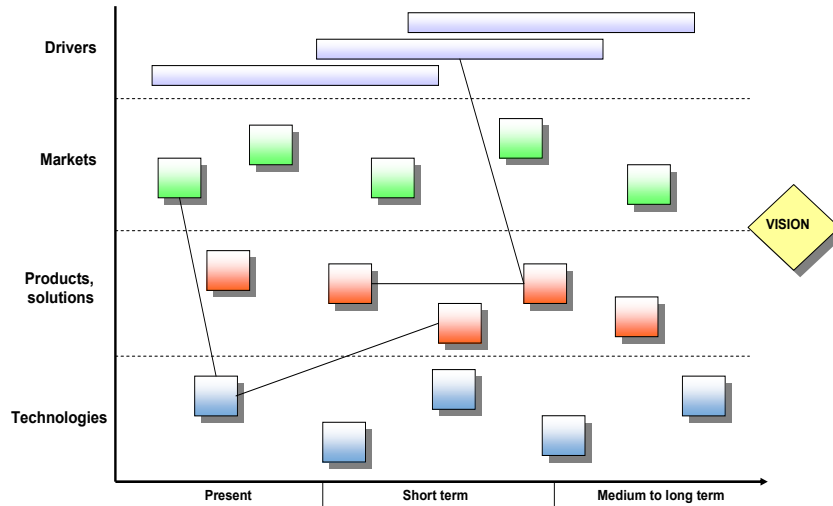 Drivers
Markets
VISION
Products,
solutions
Technologies
Present
Short term
Medium to long term